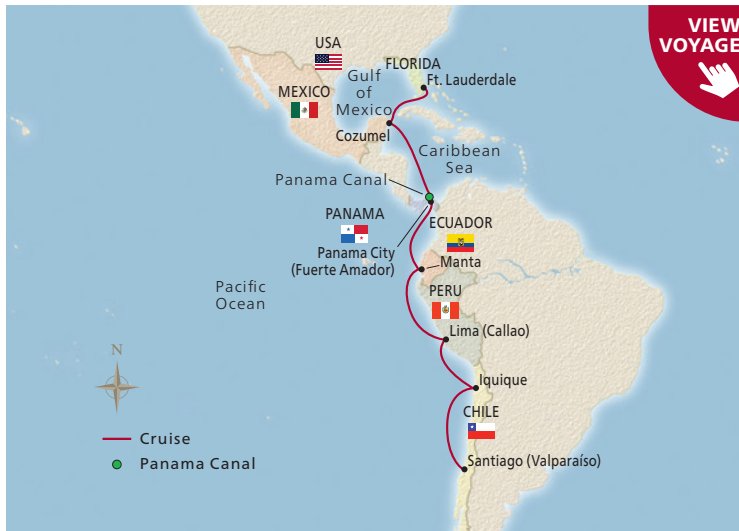 VIEW
VOYAGE
USA
FLORIDA
Ft. Lauderdale
Gulf
of
Mexico
MEXICO
Cozumel
Caribbean
Sea
Panama Canal
PANAMA
ECUADOR
Panama City
(Fuerte Amador)
Manta
Pacific
Ocean
PERU
Lima (Callao)
N
Iquique
CHILE
Cruise
Panama Canal
Santiago (Valparaíso)